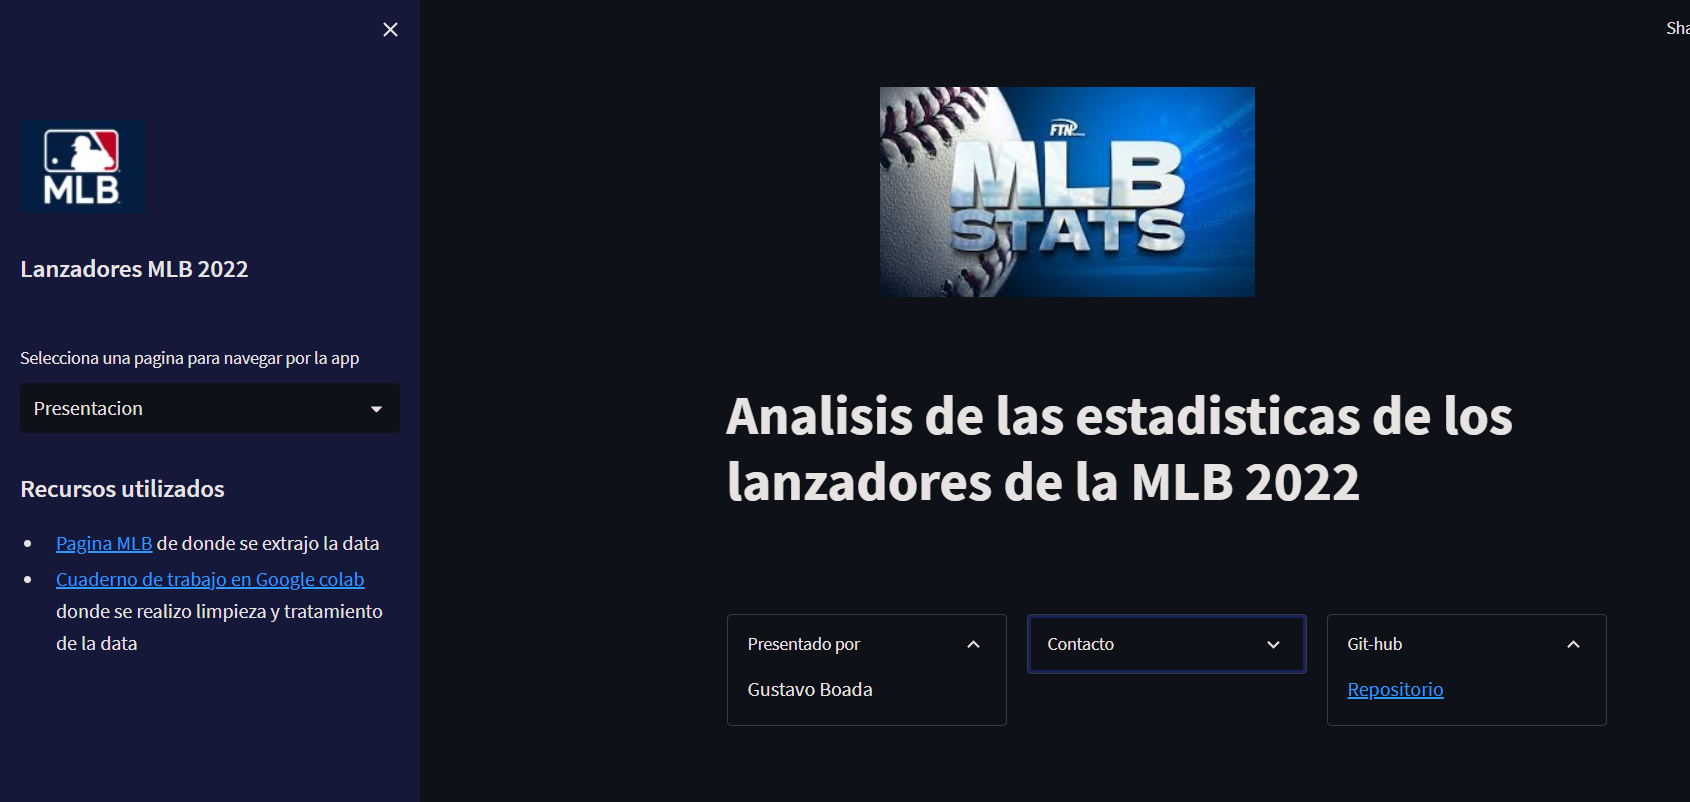 MLB
Lanzadores MLB 2022
Selecciona una pagina para navegar por la app
Presentacion
Recursos utilizados
Pagina MLB de donde se extrajo la data
Cuaderno de trabajo en Google colab
donde se realizo limpieza y tratamiento
de la data
Sha
FTN
MLB
STATS
Analisis de las estadisticas de los
lanzadores de la MLB 2022
Presentado por
Gustavo Boada
Contacto
Git-hub
Repositorio